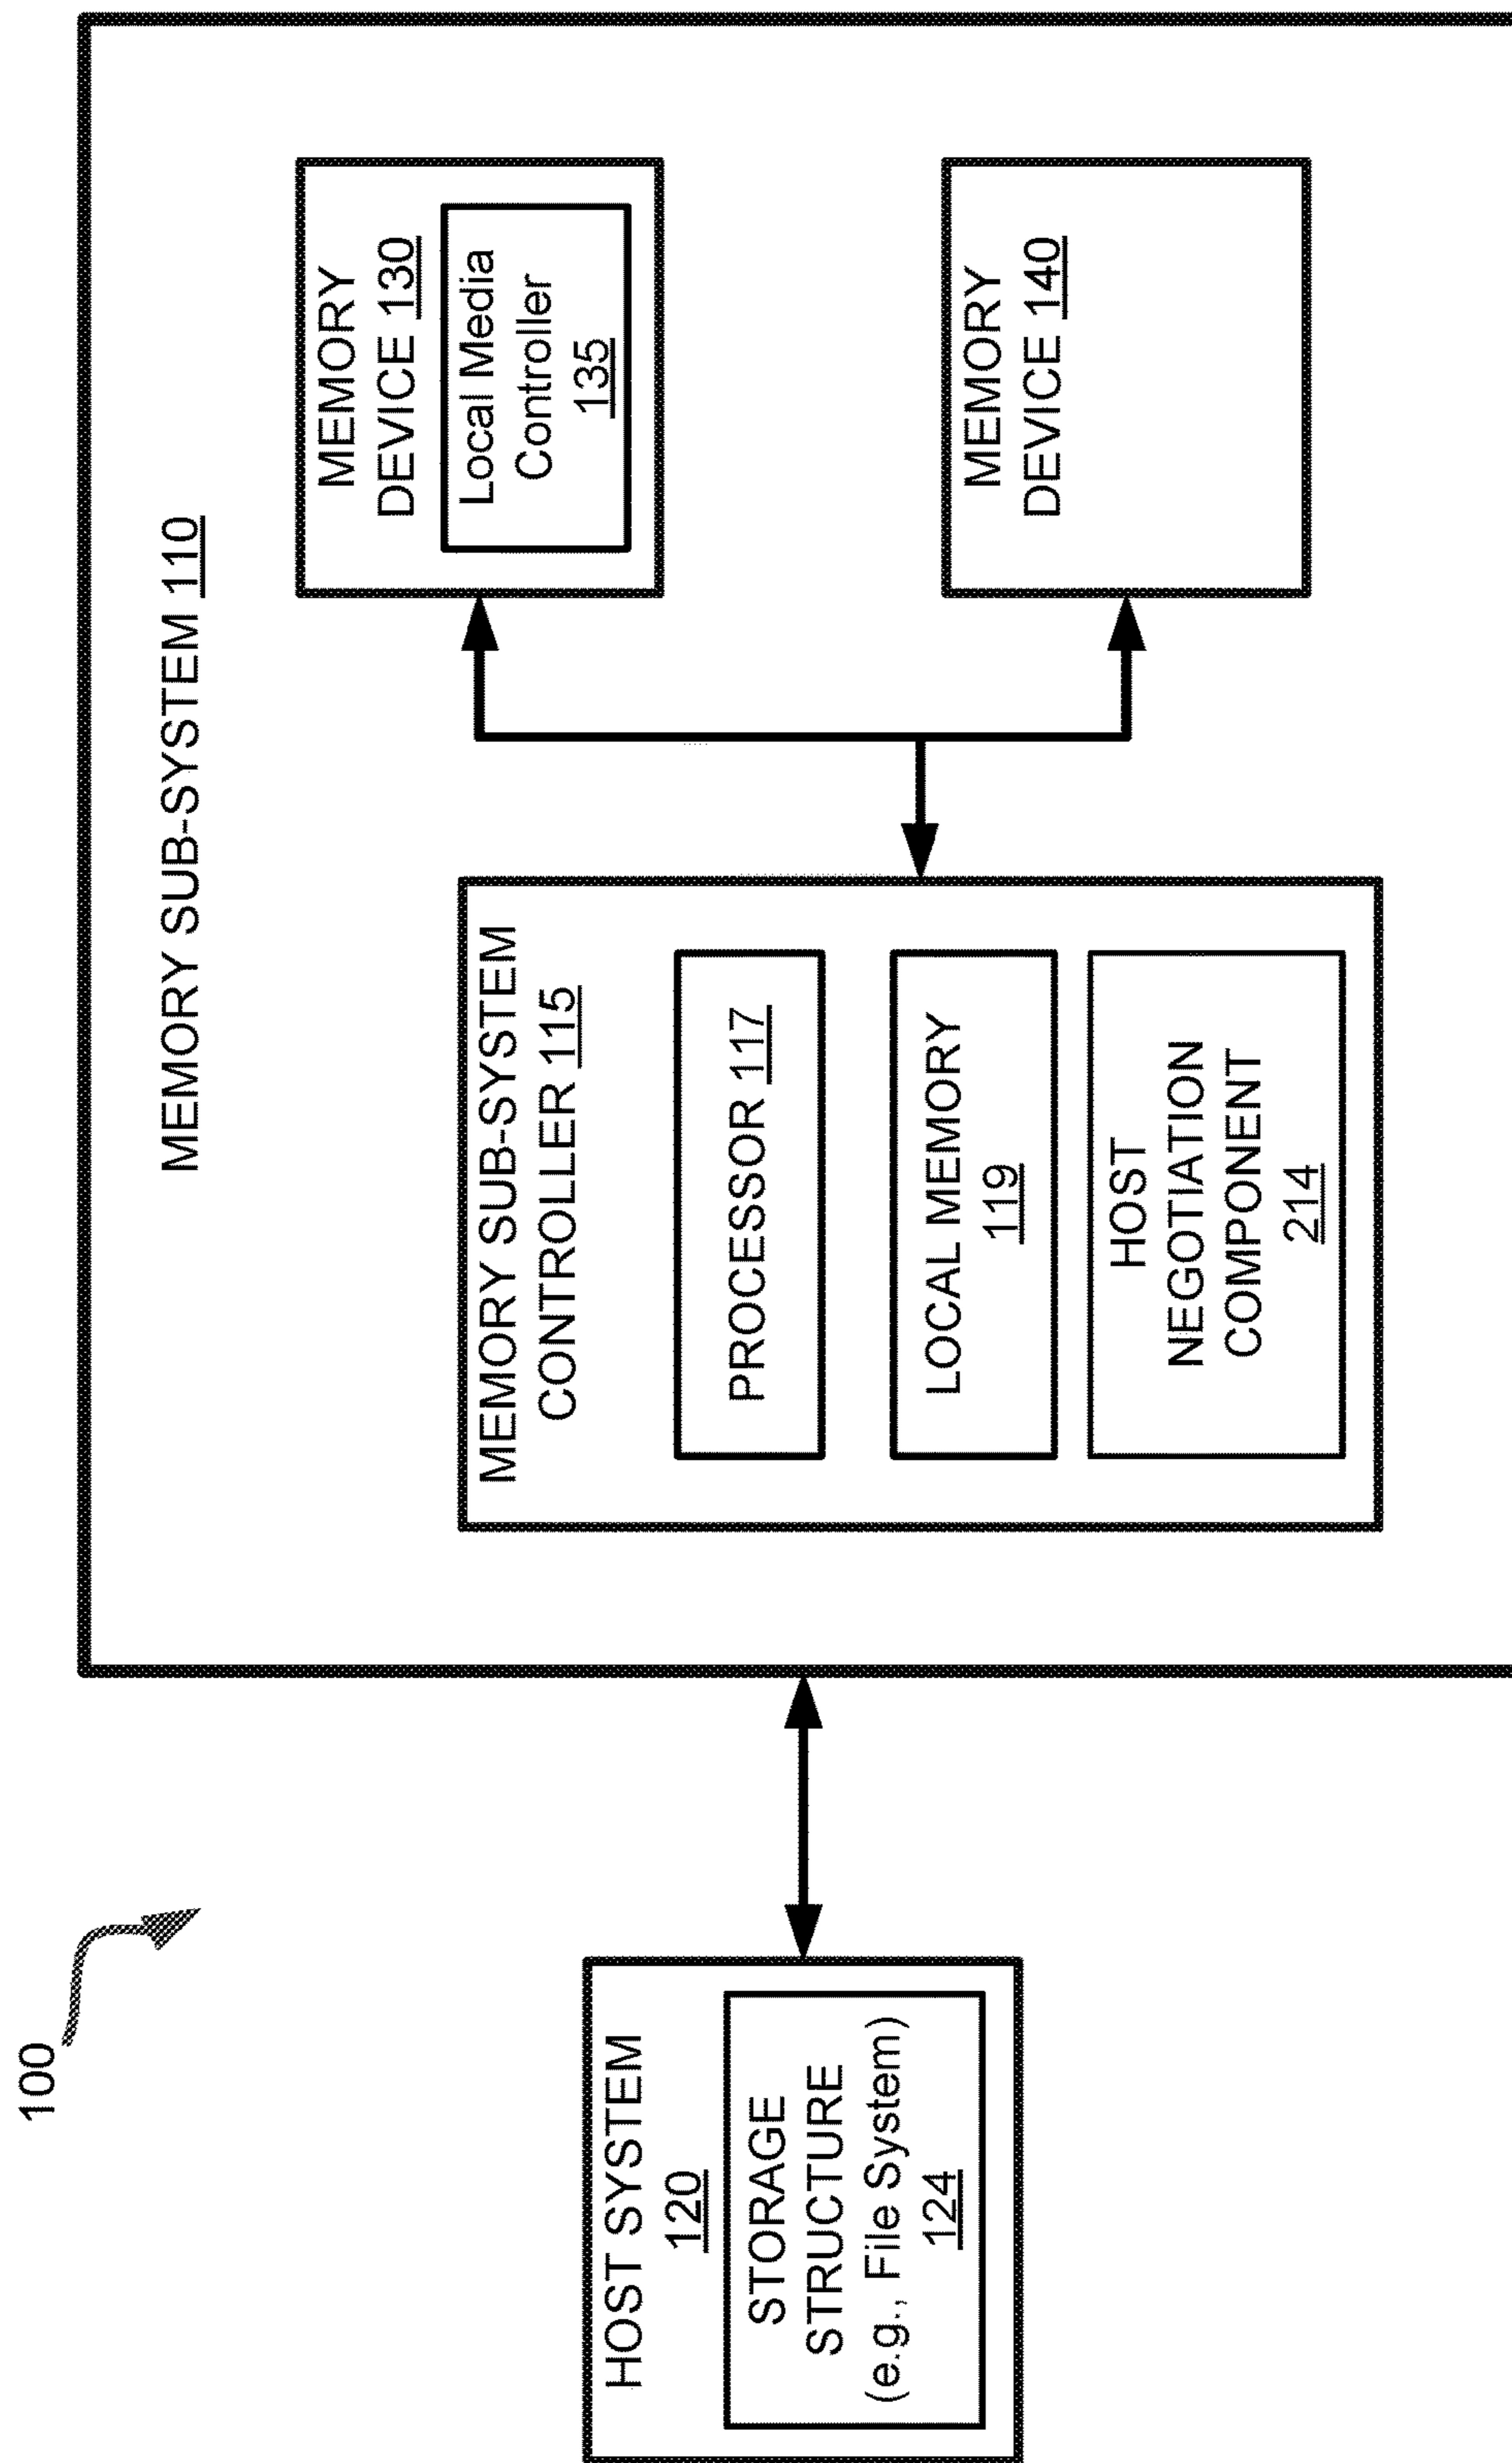 100
HOST SYSTEM
120
STORAGE
STRUCTURE
(e.g., File System)
124
MEMORY SUB-SYSTEM 110
MEMORY SUB-SYSTEM
CONTROLLER 115
PROCESSOR 117
LOCAL MEMORY
119
HOST
NEGOTIATION
COMPONENT
214
MEMORY
DEVICE 130
Local Media
Controller
135
MEMORY
DEVICE 140